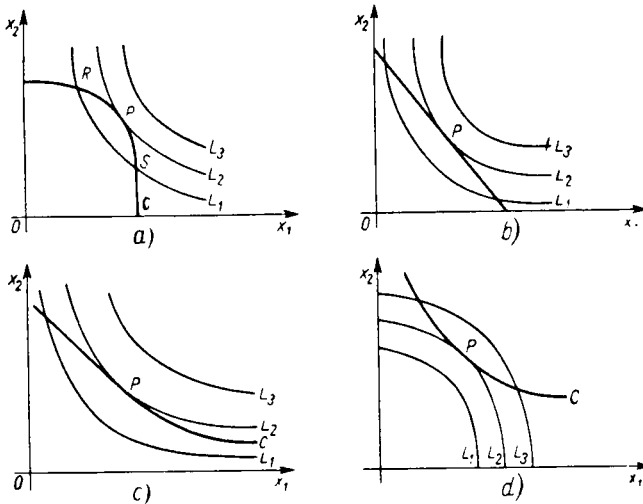 x₂
R
P
L₃
S
L₂
L₁
C
0
x₁
a)
x₂
P
L₃
L₂
L₁
0
x.
b)
x₂
P
L₃
L₂
C
L₁
0
x₁
c)
x₂
P
C
L₁ L₂ L₃
x₁
d)